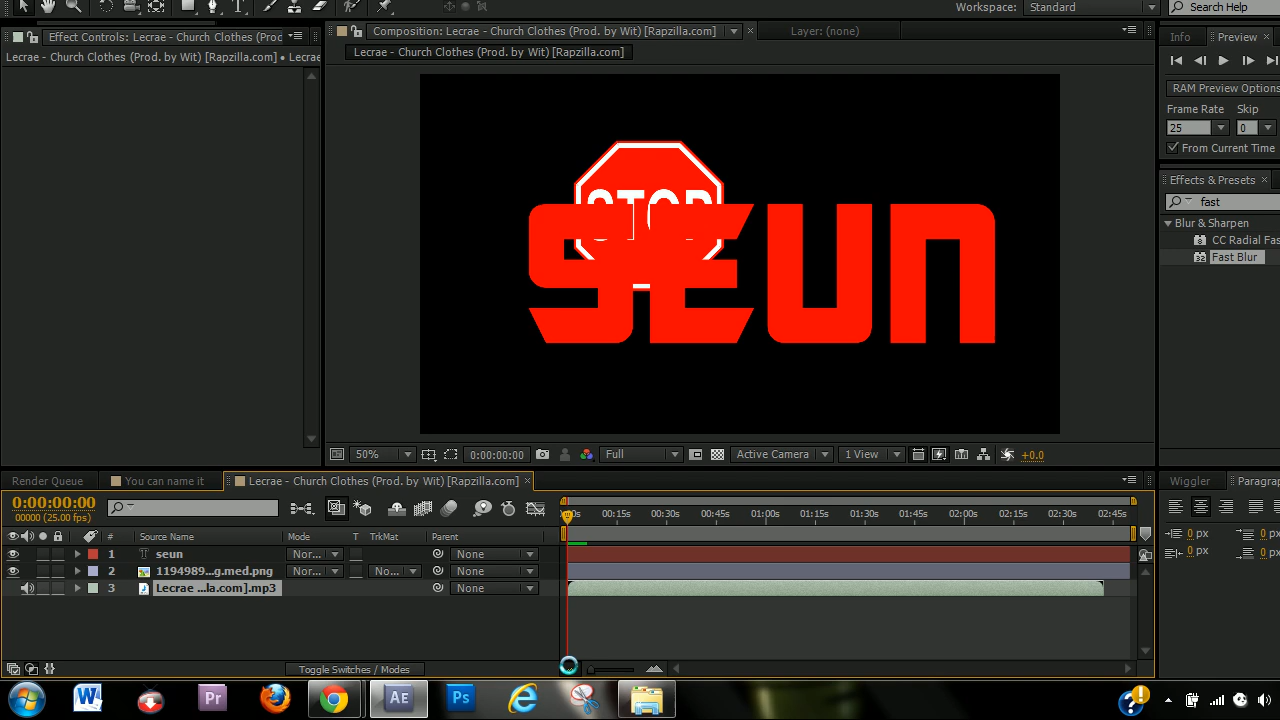 Workspace: Standard
Search Help
Effect Controls: Lecrae - Church Clothes (Proc
Composition: Lecrae - Church Clothes (Prod. by Wit) [Rapzilla.com]
Layer: (none)
Info
Preview
Lecrae - Church Clothes (Prod. by Wit) [Rapzilla.com] • Lecrae
Lecrae - Church Clothes (Prod. by Wit) [Rapzilla.com]
RAM Preview Options
Frame Rate Skip
25 0
From Current Time
Effects & Presets
fast
Blur & Sharpen
CC Radial Fas
Fast Blur
STOP
SEUN
50%
0:00:00:00
Full
Active Camera
1 View
+0.0
Render Queue
You can name it
Lecrae - Church Clothes (Prod. by Wit) [Rapzilla.com]
Wiggler
Paragrap
0:00:00:00
00000 (25.00 fps)
00:15s 00:30s 00:45s 01:00s 01:15s 01:30s 01:45s 02:00s 02:15s 02:30s 02:45s
# Source Name Mode T TrkMat Parent
1 T seun Nor... None
2 1194989...g.med.png Nor... No... None
3 Lecrae ...la.com].mp3 None
0 px 0 px
0 px 0 px
Toggle Switches / Modes
W Pr Ae Ps